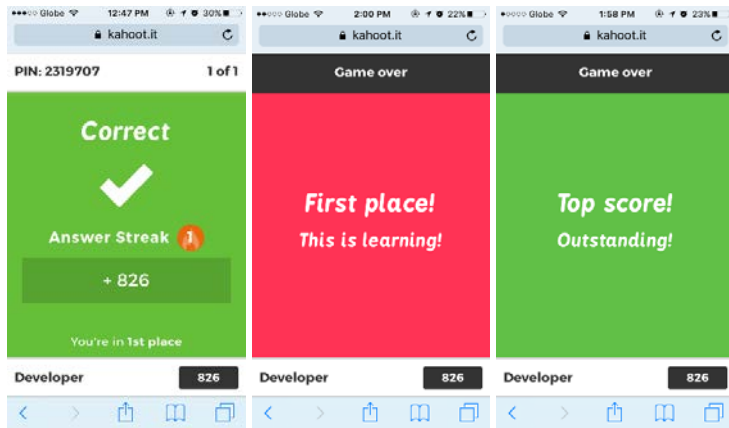 Globe 12:47 PM 30%
kahoot.it
PIN: 2319707 1 of 1
Correct
Answer Streak 1
+ 826
You're in 1st place
Developer 826
Globe 2:00 PM 22%
kahoot.it
Game over
First place!
This is learning!
Developer 826
Globe 1:58 PM 23%
kahoot.it
Game over
Top score!
Outstanding!
Developer 826